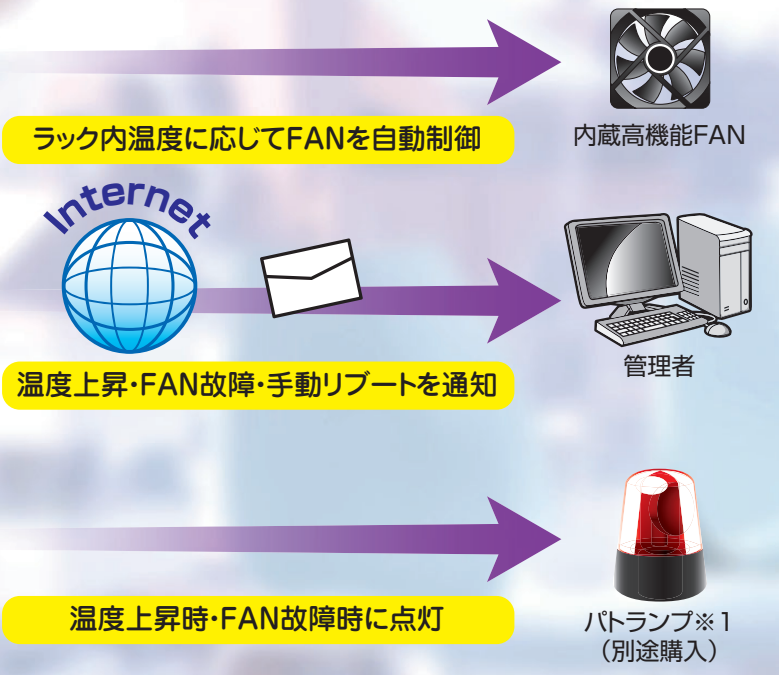 ラック内温度に応じてFANを自動制御
内蔵高機能FAN
Internet
管理者
温度上昇・FAN故障・手動リブートを通知
温度上昇時・FAN故障時に点灯
パトランプ※1
（別途購入）